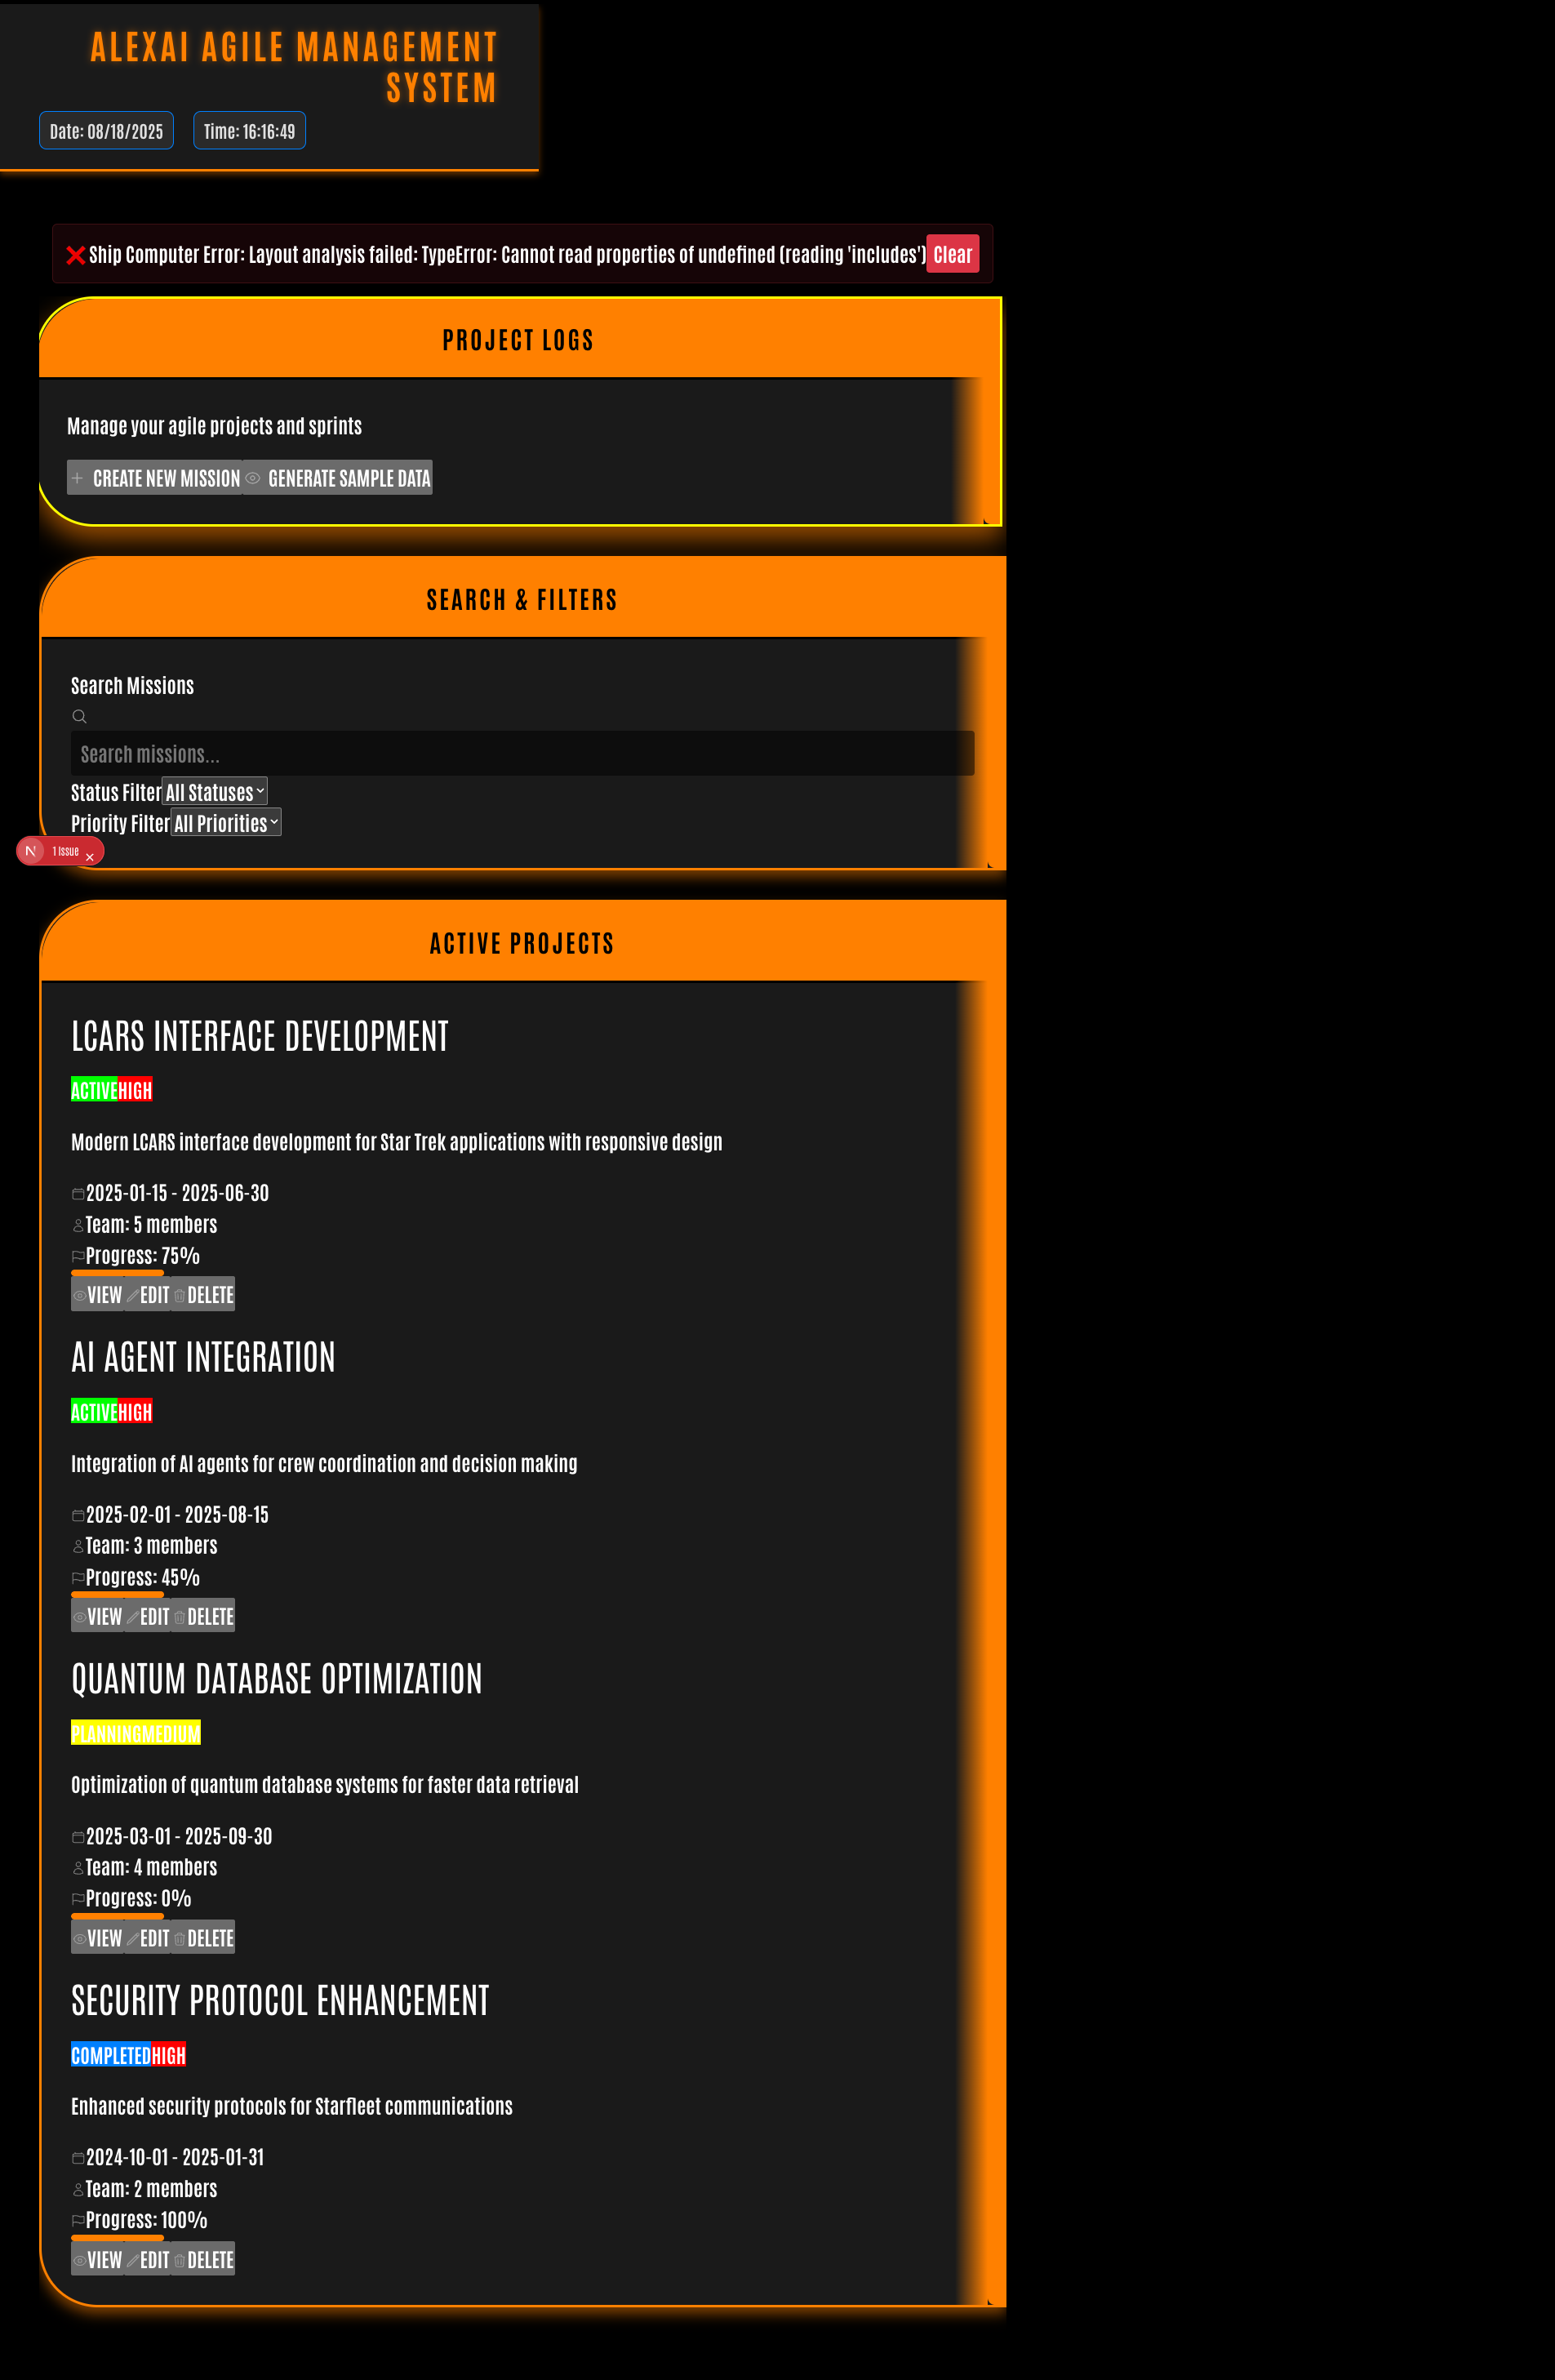 ALEXAI AGILE MANAGEMENT
SYSTEM
Date: 08/18/2025 Time: 16:16:49
❌Ship Computer Error: Layout analysis failed: TypeError: Cannot read properties of undefined (reading 'includes') Clear
PROJECT LOGS
Manage your agile projects and sprints
CREATE NEW MISSION GENERATE SAMPLE DATA
SEARCH & FILTERS
Search Missions
Search missions...
Status Filter All Statuses
Priority Filter All Priorities
N 1 Issue ×
ACTIVE PROJECTS
LCARS INTERFACE DEVELOPMENT
ACTIVE HIGH
Modern LCARS interface development for Star Trek applications with responsive design
2025-01-15 - 2025-06-30
Team: 5 members
Progress: 75%
VIEW EDIT DELETE
AI AGENT INTEGRATION
ACTIVE HIGH
Integration of AI agents for crew coordination and decision making
2025-02-01 - 2025-08-15
Team: 3 members
Progress: 45%
VIEW EDIT DELETE
QUANTUM DATABASE OPTIMIZATION
PLANNING MEDIUM
Optimization of quantum database systems for faster data retrieval
2025-03-01 - 2025-09-30
Team: 4 members
Progress: 0%
VIEW EDIT DELETE
SECURITY PROTOCOL ENHANCEMENT
COMPLETED HIGH
Enhanced security protocols for Starfleet communications
2024-10-01 - 2025-01-31
Team: 2 members
Progress: 100%
VIEW EDIT DELETE